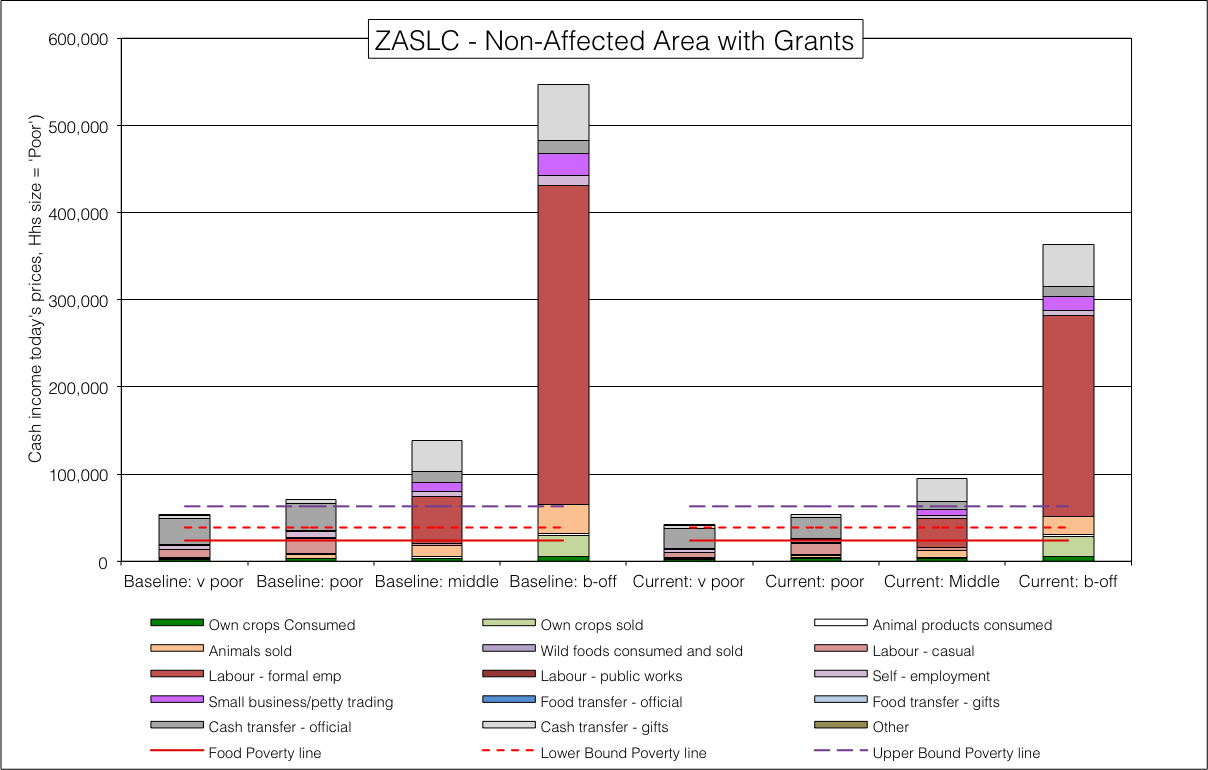 ZASLC - Non-Affected Area with Grants
Cash income today's prices, Hhs size = 'Poor')
600,000
500,000
400,000
300,000
200,000
100,000
0
Baseline: v poor Baseline: poor Baseline: middle Baseline: b-off Current: v poor Current: poor Current: Middle Current: b-off
Own crops Consumed Own crops sold Animal products consumed
Animals sold Wild foods consumed and sold Labour - casual
Labour - formal emp Labour - public works Self - employment
Small business/petty trading Food transfer - official Food transfer - gifts
Cash transfer - official Cash transfer - gifts Other
Food Poverty line Lower Bound Poverty line Upper Bound Poverty line